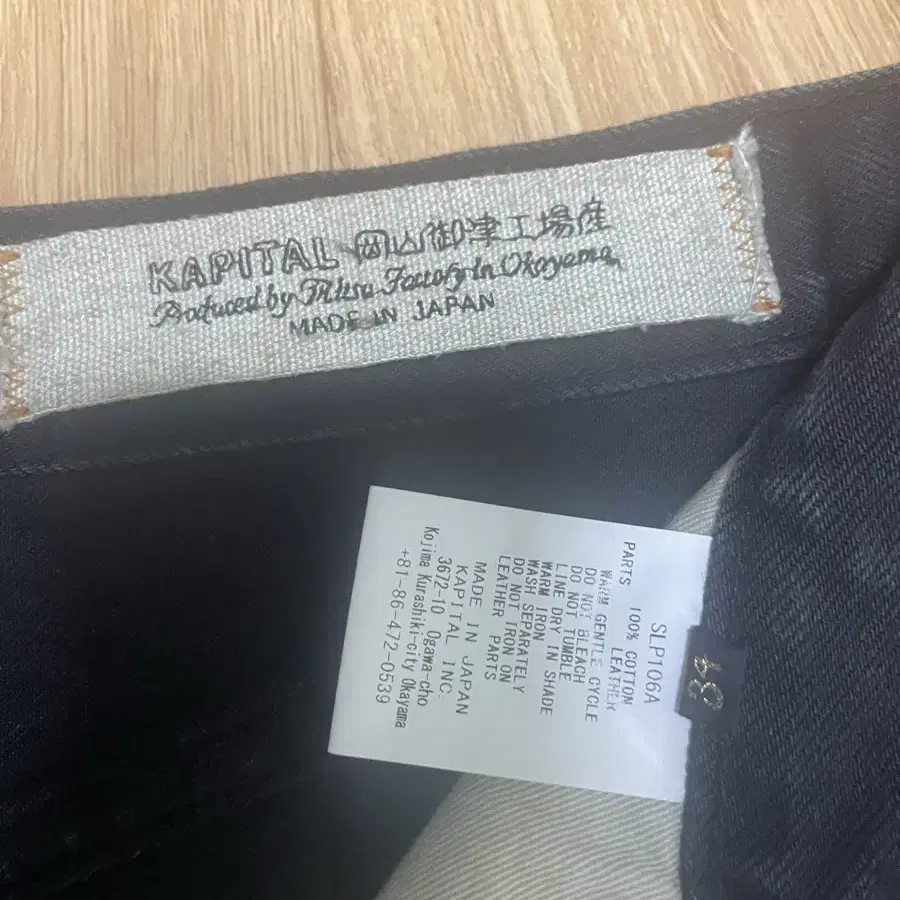 KAPITAL 岡山御津工場産
Produced by Mitsu Factory in Okayama
MADE IN JAPAN
SLP106A
100% COTTON
PARTS LEATHER
WARM GENTLE CYCLE
DO NOT BLEACH
DO NOT TUMBLE
LINE DRY IN SHADE
WARM IRON
WASH SEPARATELY
DO NOT IRON ON
LEATHER PARTS
MADE IN JAPAN
KAPITAL INC.
3672-10 Ogawa-cho
Kojima Kurashiki-city Okayama
+81-86-472-0539